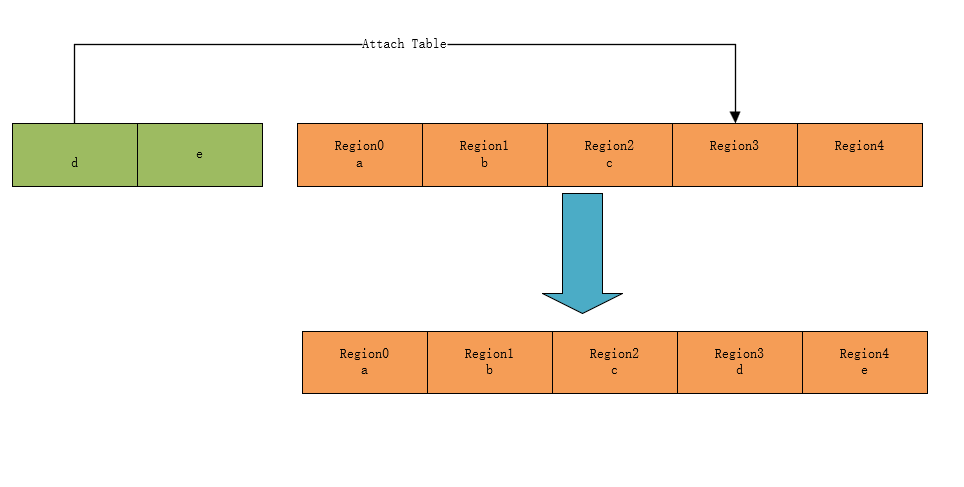 Attach Table
d
e
Region0
a
Region1
b
Region2
c
Region3
Region4
Region0
a
Region1
b
Region2
c
Region3
d
Region4
e